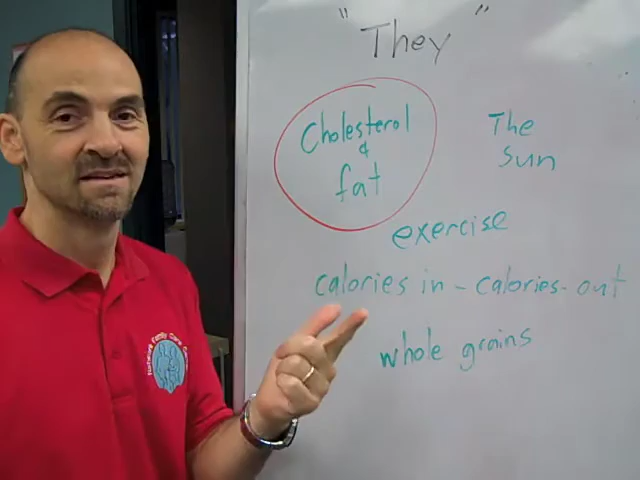 "They"
Cholesterol
&
fat
The
Sun
exercise
calories in - calories - out
whole grains